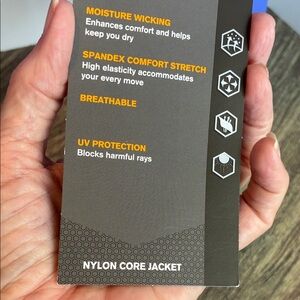 MOISTURE WICKING
Enhances comfort and helps
keep you dry
SPANDEX COMFORT STRETCH
High elasticity accommodates
your every move
BREATHABLE
UV PROTECTION
Blocks harmful rays
NYLON CORE JACKET